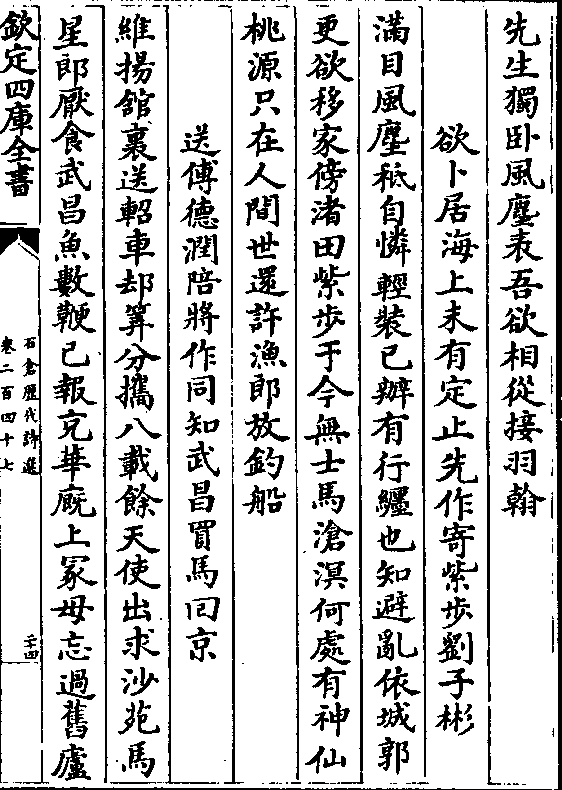 先生獨卧風塵表吾欲相從接羽翰
欲卜居海上未有定止先作寄紫步劉子彬
滿目風塵秪自憐輕裝已辦有行纒也知避亂依城郭
更欲移家傍渚田紫步于今無士馬滄溟何處有神仙
桃源只在人間世還許漁郎放釣船
送傅德潤陪將作同知武昌買馬回京
維揚舘裏送軺車却筭分攜八載餘天使出求沙苑馬
星郎厭食武昌魚數鞭已報充華廐上冢毋忘過舊廬
欽定四庫全書
石倉歷代詩選
卷二百四十七
二十四